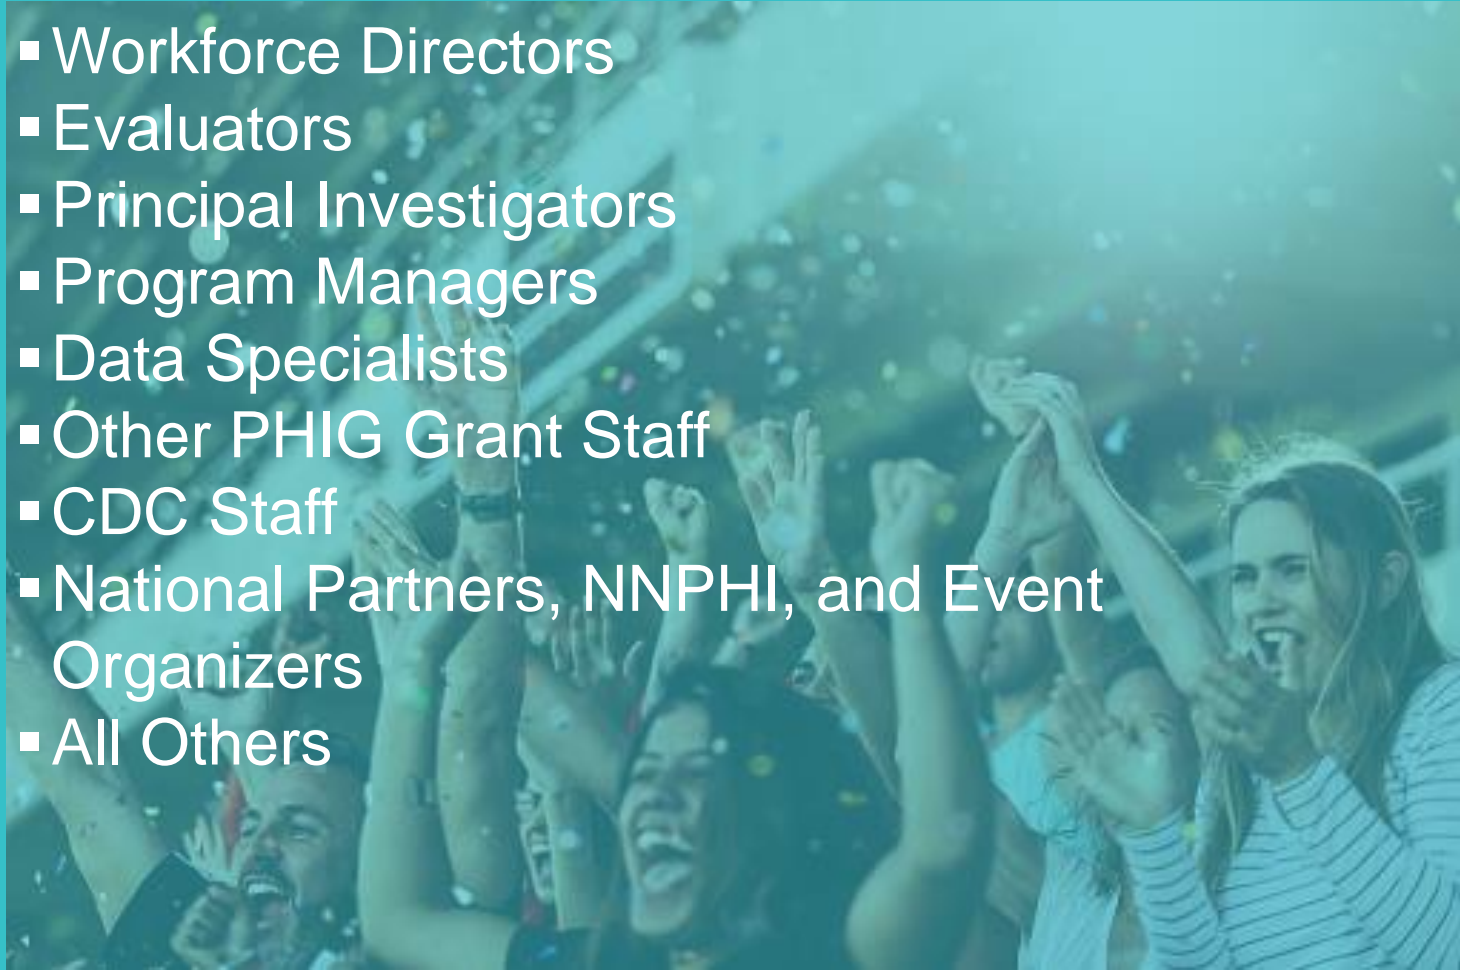 ▪ Workforce Directors
▪ Evaluators
▪ Principal Investigators
▪ Program Managers
▪ Data Specialists
▪ Other PHIG Grant Staff
▪ CDC Staff
▪ National Partners, NNPHI, and Event
Organizers
▪ All Others